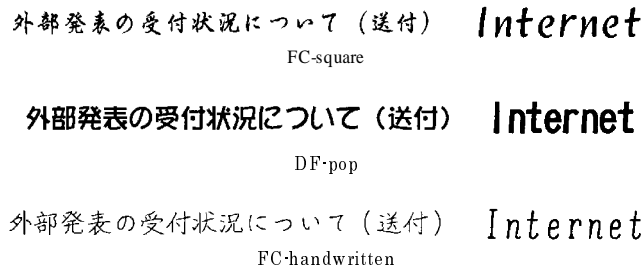 外部発表の受付状況について（送付） Internet
FC-square
外部発表の受付状況について（送付） Internet
DF-pop
外部発表の受付状況について（送付） Internet
FC-handwritten